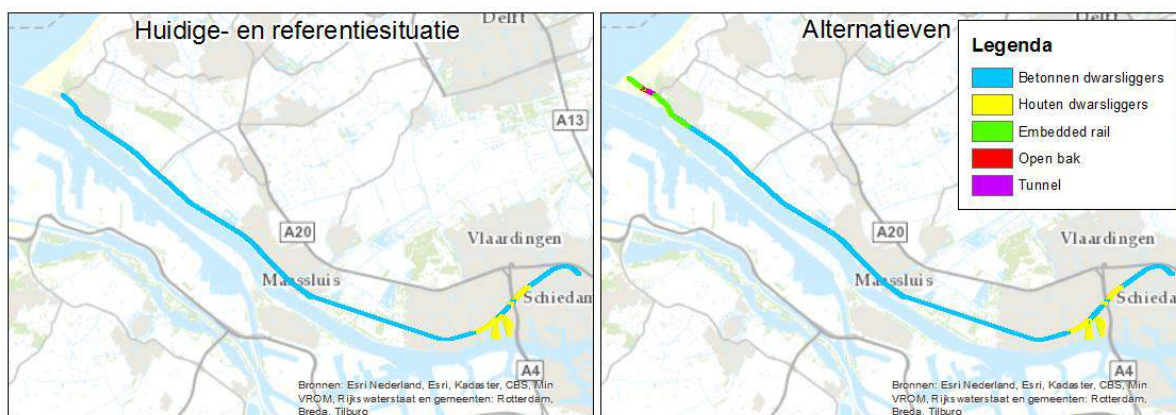 Huidige- en referentiesituatie
Delft
A13
A20
Vlaardingen
Maassluis
Schiedam
A4
Bronnen: Esri Nederland, Esri, Kadaster, CBS, Min
VROM, Rijkswaterstaat en gemeenten: Rotterdam,
Breda, Tilburg
Alternatieven
Delft
Legenda
Betonnen dwarsliggers
Houten dwarsliggers
Embedded rail
Open bak
Tunnel
A20
Vlaardingen
Maassluis
Schieda
A4
Bronnen: Esri Nederland, Esri, Kadaster, CBS, Min
VROM, Rijkswaterstaat en gemeenten: Rotterdam,
Breda, Tilburg